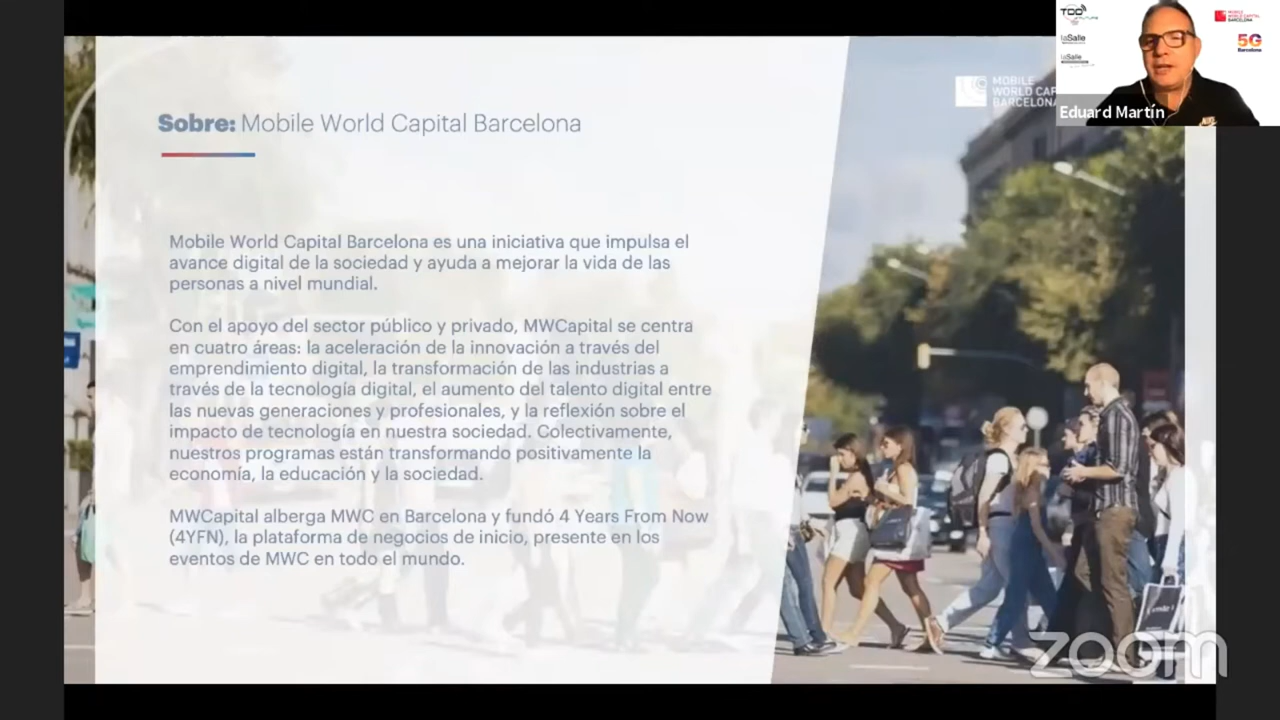 Sobre: Mobile World Capital Barcelona
Mobile World Capital Barcelona es una iniciativa que impulsa el
avance digital de la sociedad y ayuda a mejorar la vida de las
personas a nivel mundial.
Con el apoyo del sector público y privado, MWCapital se centra
en cuatro áreas: la aceleración de la innovación a través del
emprendimiento digital, la transformación de las industrias a
través de la tecnología digital, el aumento del talento digital entre
las nuevas generaciones y profesionales, y la reflexión sobre el
impacto de tecnología en nuestra sociedad. Colectivamente,
nuestros programas están transformando positivamente la
economía, la educación y la sociedad.
MWCapital alberga MWC en Barcelona y fundó 4 Years From Now
(4YFN), la plataforma de negocios de inicio, presente en los
eventos de MWC en todo el mundo.
MOBILE
WORLD CAP
BARCELONA
laSalle
laSalle
MOBILE
WORLD CAPITAL
BARCELONA
5G
Barcelona
Eduard Martín
zoom